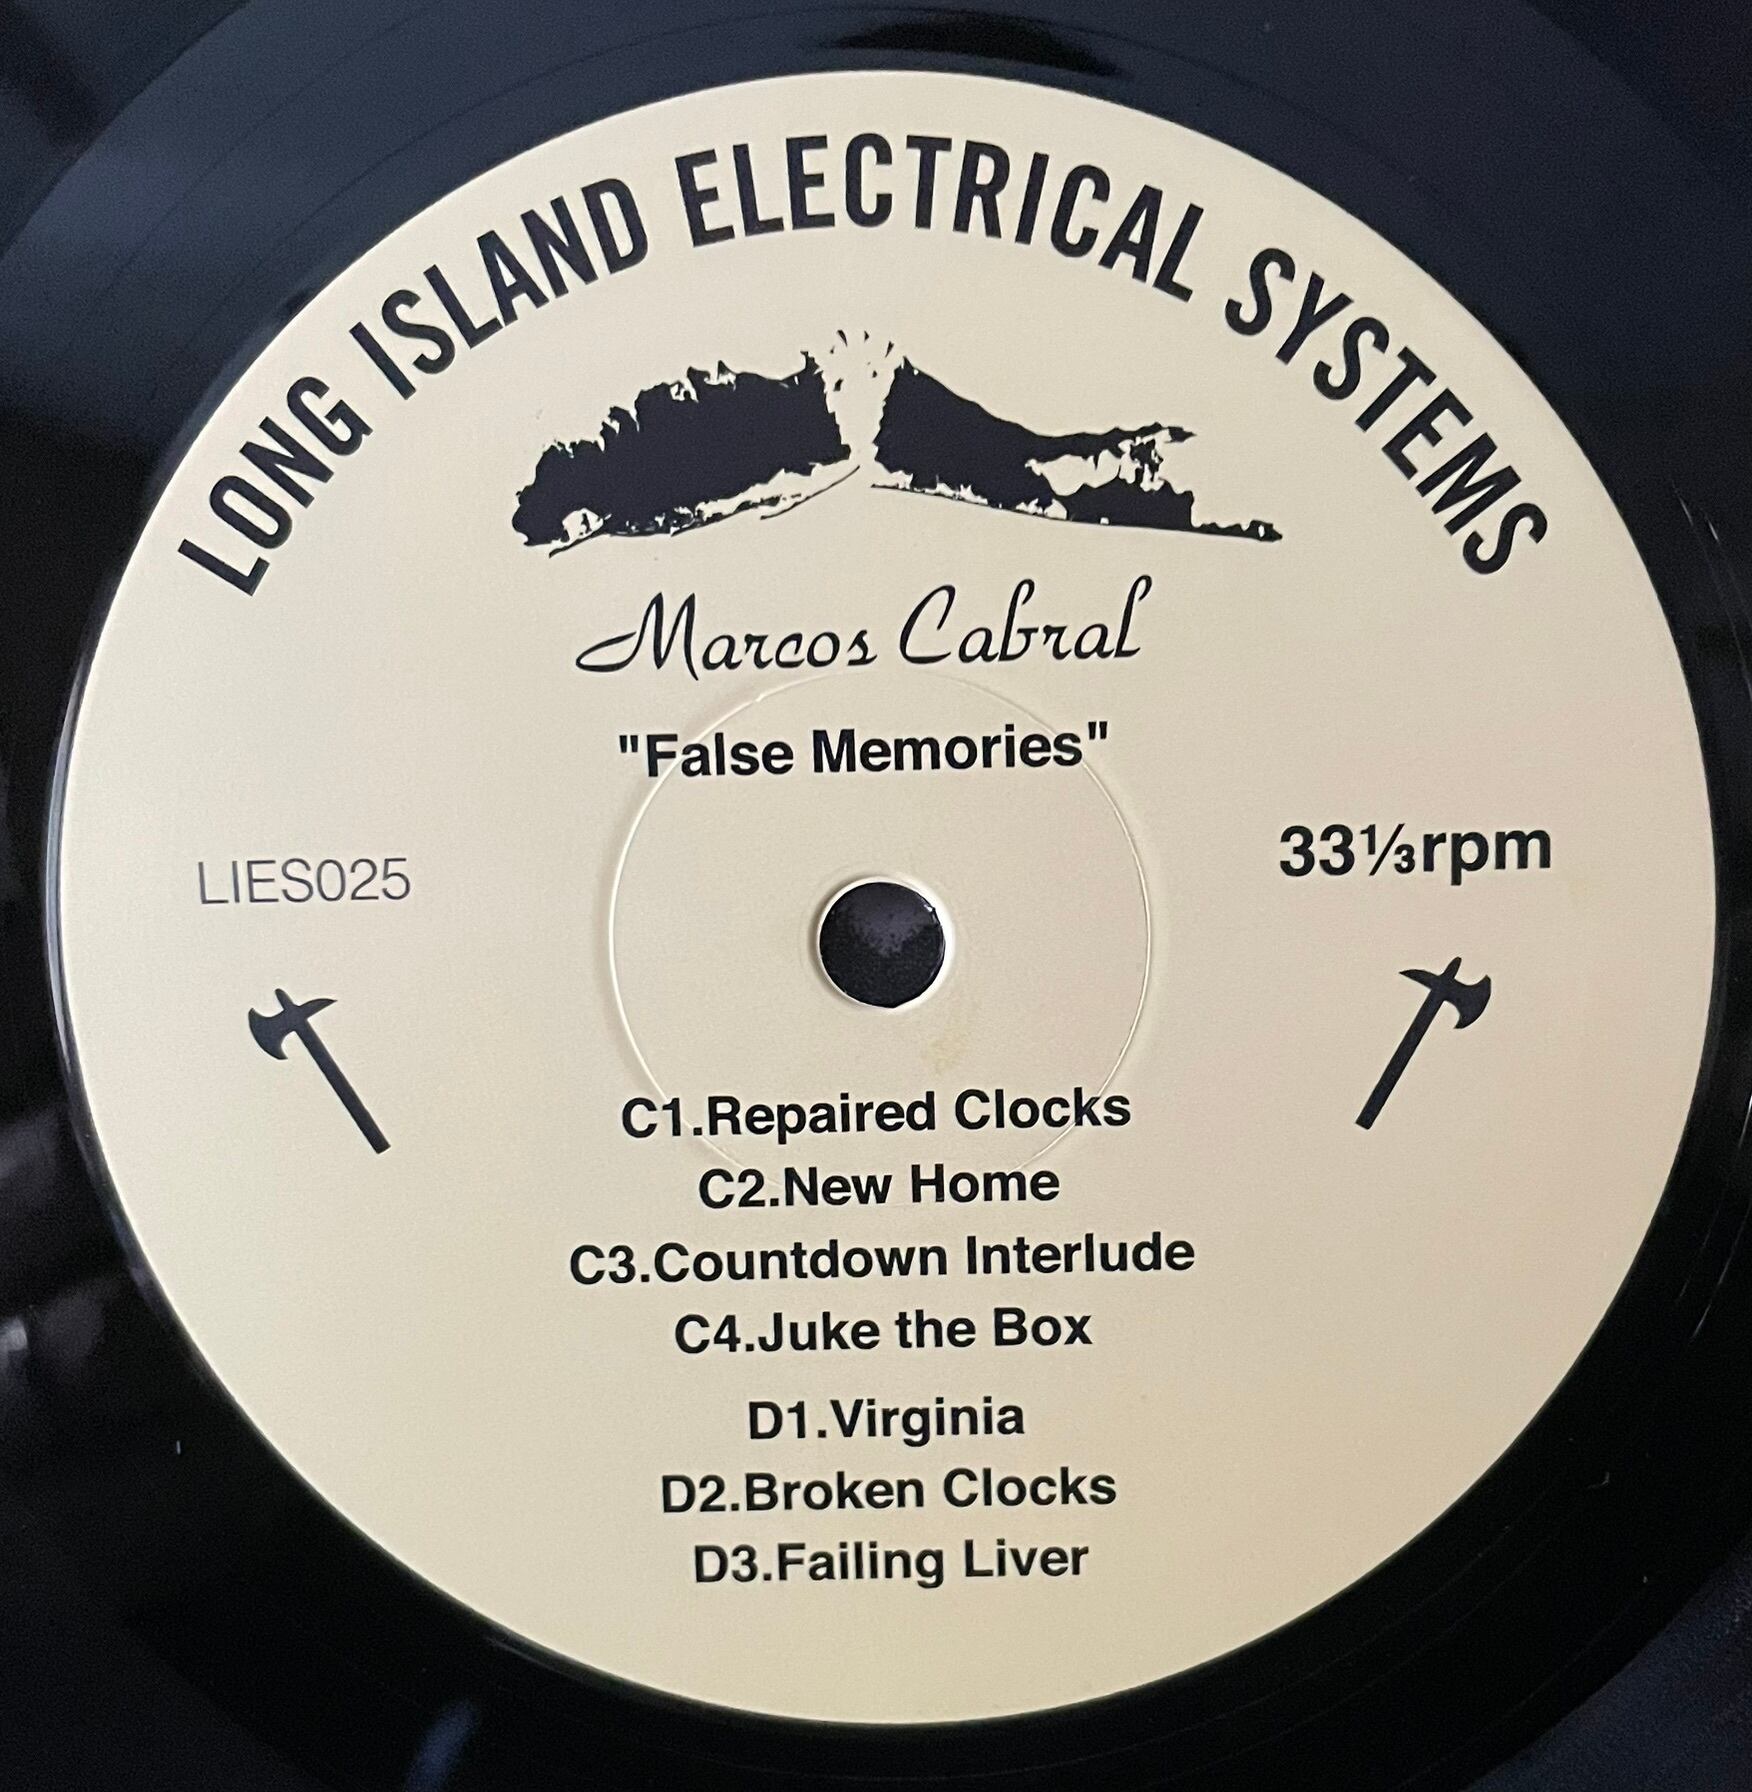 LONG ISLAND ELECTRICAL SYSTEMS
Marcos Cabral
"False Memories"
LIES025
33⅓rpm
C1.Repaired Clocks
C2.New Home
C3.Countdown Interlude
C4.Juke the Box
D1.Virginia
D2.Broken Clocks
D3.Failing Liver